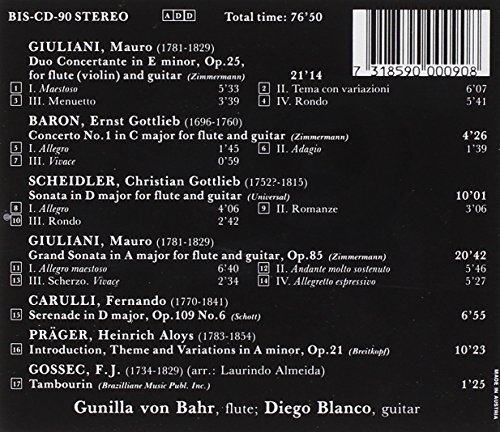 BIS-CD-90 STEREO A D D Total time: 76'50
GIULIANI, Mauro (1781-1829)
Duo Concertante in E minor, Op.25,
for flute (violin) and guitar (Zimmermann) 21'14
1 I. Maestoso 5'33 2 II. Tema con variazioni 6'07
3 III. Menuetto 3'39 4 IV. Rondo 5'41
7 318590 000908
BARON, Ernst Gottlieb (1696-1760)
Concerto No.1 in C major for flute and guitar (Zimmermann) 4'26
5 I. Allegro 1'45 6 II. Adagio 1'39
7 III. Vivace 0'59
SCHEIDLER, Christian Gottlieb (1752?-1815)
Sonata in D major for flute and guitar (Universal) 10'01
8 I. Allegro 4'06 9 II. Romanze 3'06
10 III. Rondo 2'42
GIULIANI, Mauro (1781-1829)
Grand Sonata in A major for flute and guitar, Op.85 (Zimmermann) 20'42
11 I. Allegro maestoso 6'40 12 II. Andante molto sostenuto 5'46
13 III. Scherzo. Vivace 2'34 14 IV. Allegretto espressivo 5'27
CARULLI, Fernando (1770-1841)
15 Serenade in D major, Op.109 No.6 (Schott) 6'55
PRÄGER, Heinrich Aloys (1783-1854)
16 Introduction, Theme and Variations in A minor, Op.21 (Breitkopf) 10'23
GOSSEC, F.J. (1734-1829) (arr.: Laurindo Almeida)
17 Tambourin (Brazilliane Music Publ. Inc.) 1'25
Gunilla von Bahr, flute; Diego Blanco, guitar
MADE IN AUSTRIA